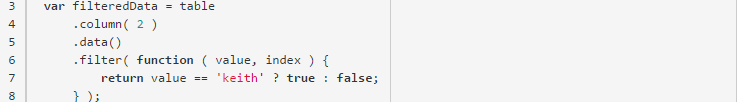 3 var filteredData = table
4     .column( 2 )
5     .data()
6     .filter( function ( value, index ) {
7         return value == 'keith' ? true : false;
8     } );